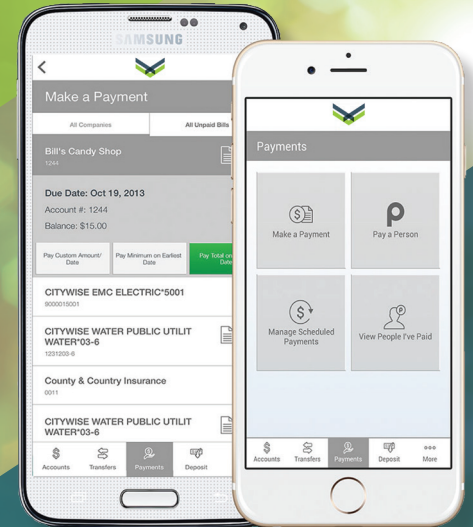 SAMSUNG
Make a Payment
All Companies
All Unpaid Bills
Bill's Candy Shop
1244
Due Date: Oct 19, 2013
Account #: 1244
Balance: $15.00
Pay Custom Amount/
Date
Pay Minimum on Earliest
Date
Pay Total on
Date
CITYWISE EMC ELECTRIC*5001
9000015001
CITYWISE WATER PUBLIC UTILIT
WATER*03-6
1231203-6
County & Country Insurance
0011
CITYWISE WATER PUBLIC UTILIT
WATER*03-6
Accounts
Transfers
Payments
Deposit
Payments
Make a Payment
Pay a Person
Manage Scheduled
Payments
View People I've Paid
Accounts
Transfers
Payments
Deposit
More